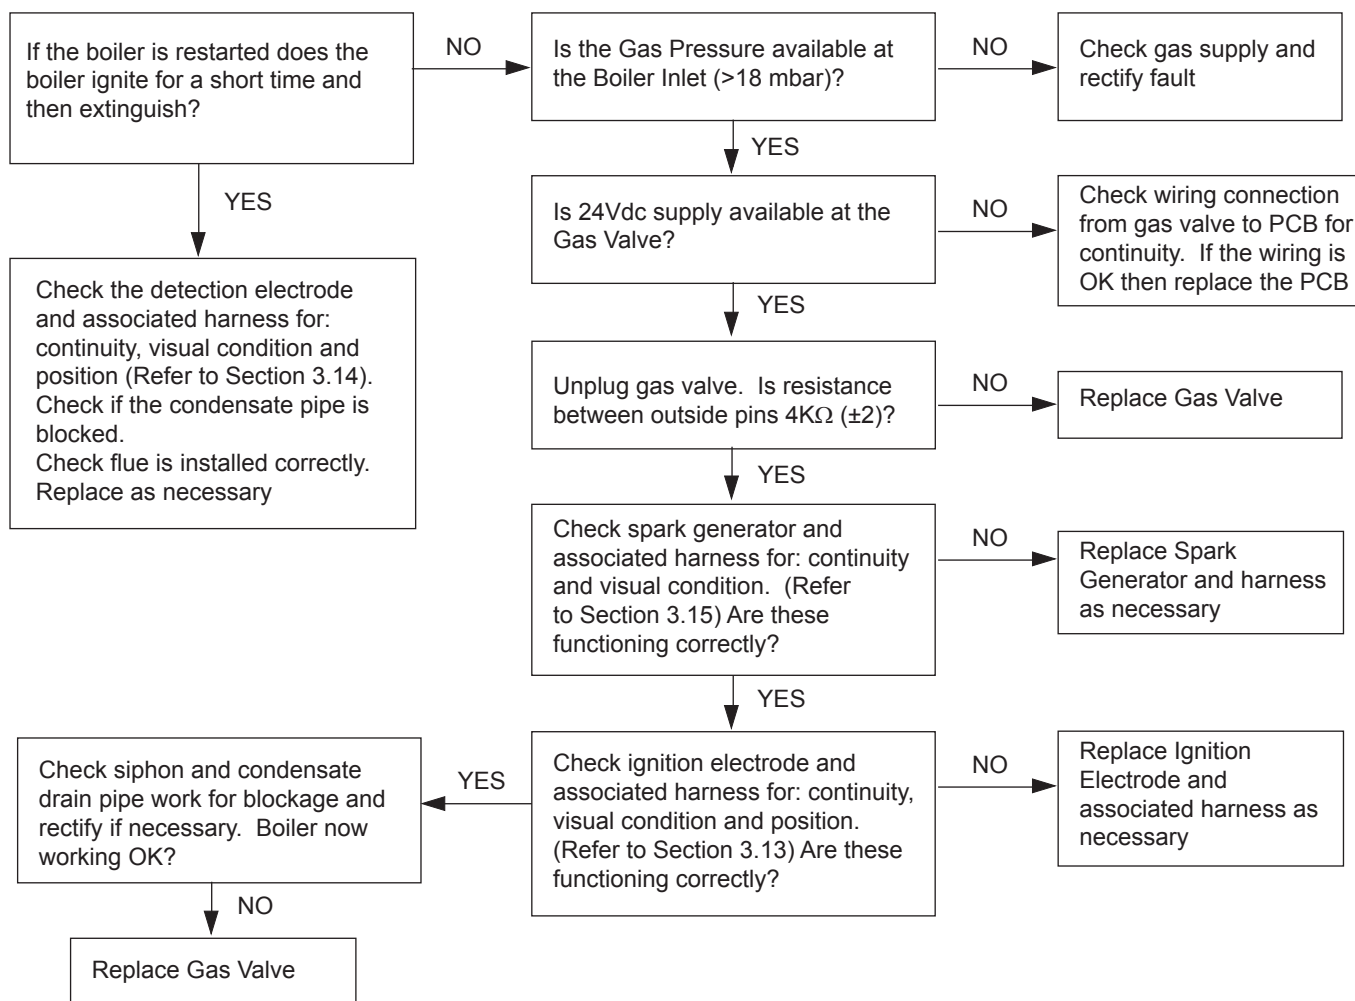 If the boiler is restarted does the
boiler ignite for a short time and
then extinguish?
NO
Is the Gas Pressure available at
the Boiler Inlet (>18 mbar)?
NO
Check gas supply and
rectify fault
YES
YES
Is 24Vdc supply available at the
Gas Valve?
NO
Check wiring connection
from gas valve to PCB for
continuity.  If the wiring is
OK then replace the PCB
Check the detection electrode
and associated harness for:
continuity, visual condition and
position (Refer to Section 3.14).
Check if the condensate pipe is
blocked.
Check flue is installed correctly.
Replace as necessary
YES
Unplug gas valve.  Is resistance
between outside pins 4KΩ (±2)?
NO
Replace Gas Valve
YES
Check spark generator and
associated harness for: continuity
and visual condition.  (Refer
to Section 3.15) Are these
functioning correctly?
NO
Replace Spark
Generator and harness
as necessary
YES
Check ignition electrode and
associated harness for: continuity,
visual condition and position.
(Refer to Section 3.13) Are these
functioning correctly?
NO
Replace Ignition
Electrode and
associated harness as
necessary
YES
Check siphon and condensate
drain pipe work for blockage and
rectify if necessary.  Boiler now
working OK?
NO
Replace Gas Valve